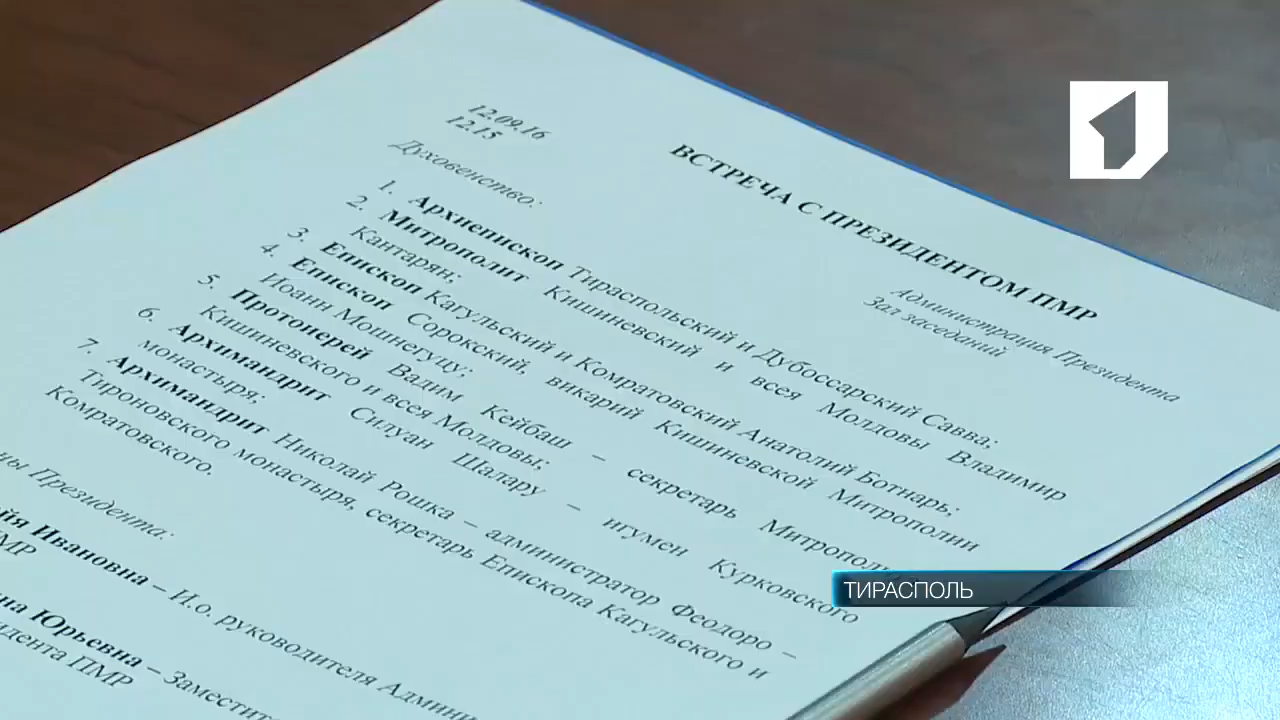 12.09.16
12.15
ВСТРЕЧА С ПРЕЗИДЕНТОМ ПМР
Администрация Президента
Зал заседаний
Духовенство:
1. Архиепископ Тираспольский и Дубоссарский Савва;
2. Митрополит Кишиневский и всея Молдовы Владимир
Кантарян;
3. Епископ Кагульский и Комратовский Анатолий Ботнарь;
4. Епископ Сорокский, викарий Кишиневской Митрополии
Иоанн Мошнегуцу;
5. Протоиерей Вадим Кейбаш – секретарь Митрополи
Кишиневского и всея Молдовы;
6. Архимандрит Силуан Шалару – игумен Курковского
монастыря;
7. Архимандрит Николай Рошка – администратор Феодоро –
Тироновского монастыря, секретарь Епископа Кагульского и
Комратовского.
ны Президента:
Ивановна – И.о. руководителя Админ
ПМР
на Юрьевна – Заместит
идента ПМР
ТИРАСПОЛЬ